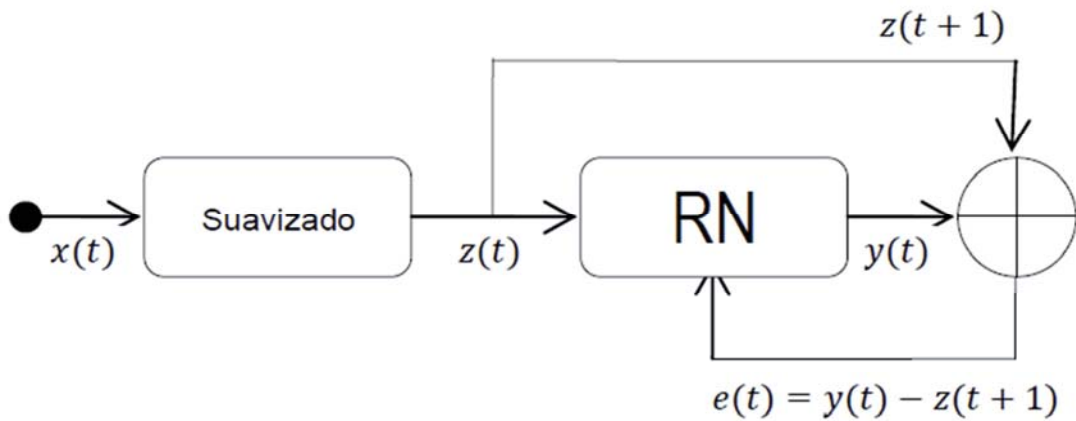 z(t + 1)
Suavizado
RN
x(t)
z(t)
y(t)
e(t) = y(t) − z(t + 1)